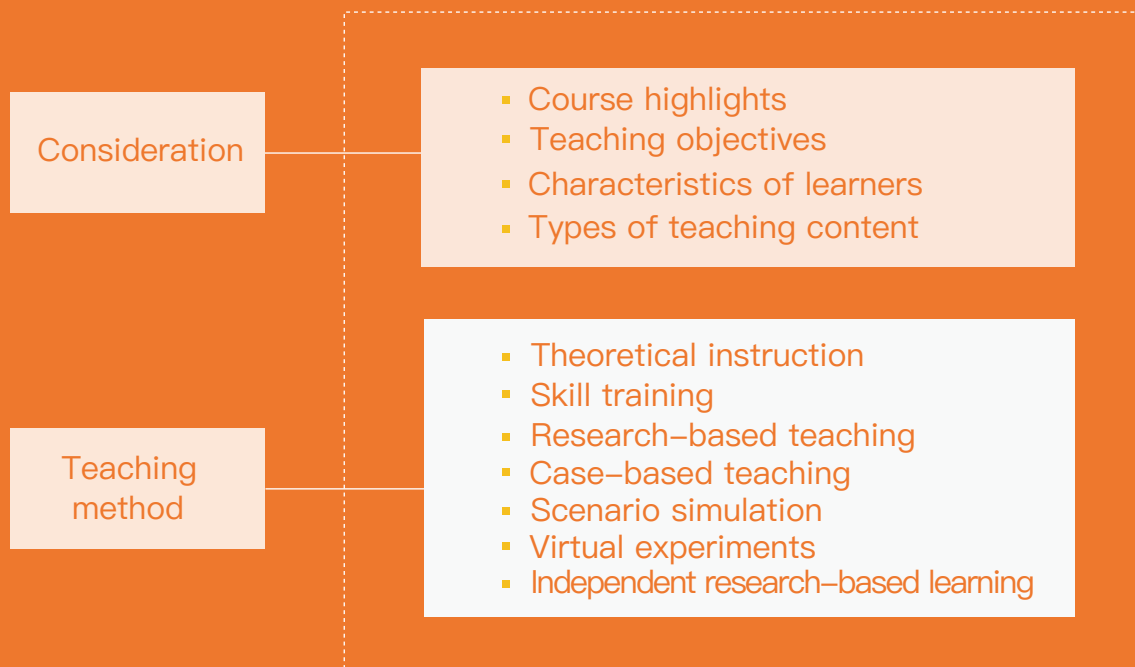 Consideration
Course highlights
Teaching objectives
Characteristics of learners
Types of teaching content
Teaching
method
Theoretical instruction
Skill training
Research–based teaching
Case–based teaching
Scenario simulation
Virtual experiments
Independent research–based learning